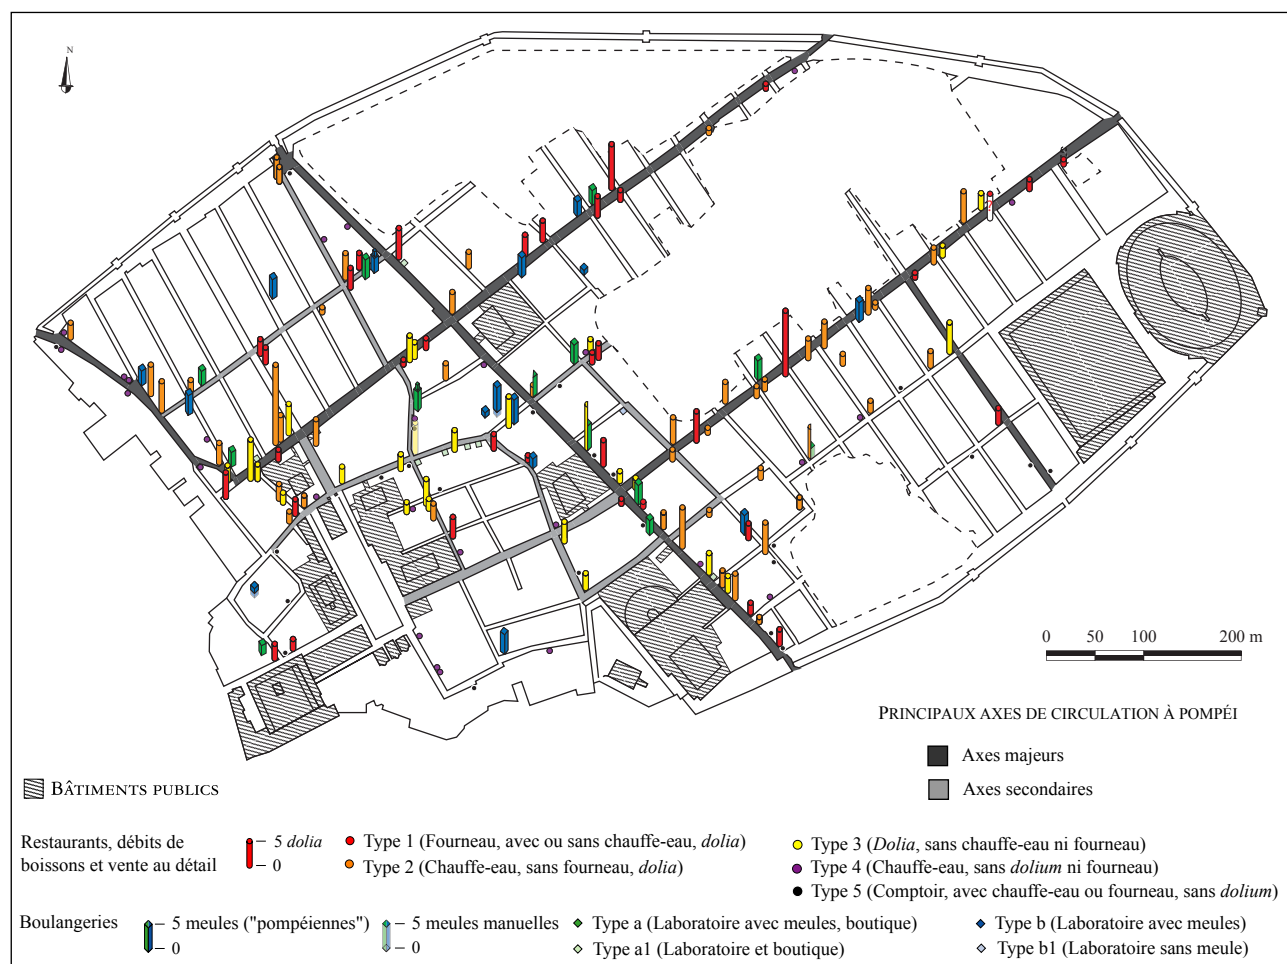 N
?
0 50 100 200 m
PRINCIPAUX AXES DE CIRCULATION À POMPÉI
Axes majeurs
Axes secondaires
BÂTIMENTS PUBLICS
Restaurants, débits de
boissons et vente au détail
5 dolia
0
Type 1 (Fourneau, avec ou sans chauffe-eau, dolia)
Type 2 (Chauffe-eau, sans fourneau, dolia)
Type 3 (Dolia, sans chauffe-eau ni fourneau)
Type 4 (Chauffe-eau, sans dolium ni fourneau)
Type 5 (Comptoir, avec chauffe-eau ou fourneau, sans dolium)
Boulangeries
5 meules ("pompéiennes")
0
5 meules manuelles
0
Type a (Laboratoire avec meules, boutique)
Type a1 (Laboratoire et boutique)
Type b (Laboratoire avec meules)
Type b1 (Laboratoire sans meule)